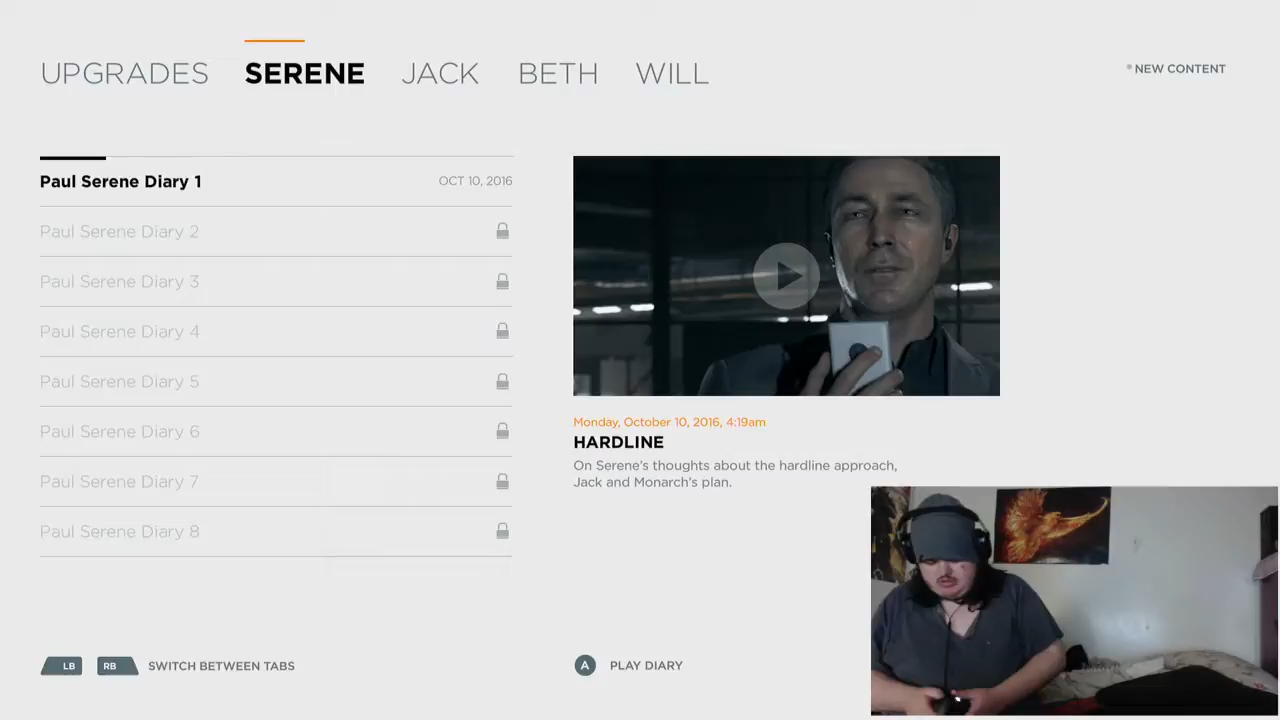 UPGRADES SERENE JACK BETH WILL
NEW CONTENT
Paul Serene Diary 1 OCT 10, 2016
Paul Serene Diary 2
Paul Serene Diary 3
Paul Serene Diary 4
Paul Serene Diary 5
Paul Serene Diary 6
Paul Serene Diary 7
Paul Serene Diary 8
Monday, October 10, 2016, 4:19am
HARDLINE
On Serene's thoughts about the hardline approach,
Jack and Monarch's plan.
LB RB SWITCH BETWEEN TABS
A PLAY DIARY